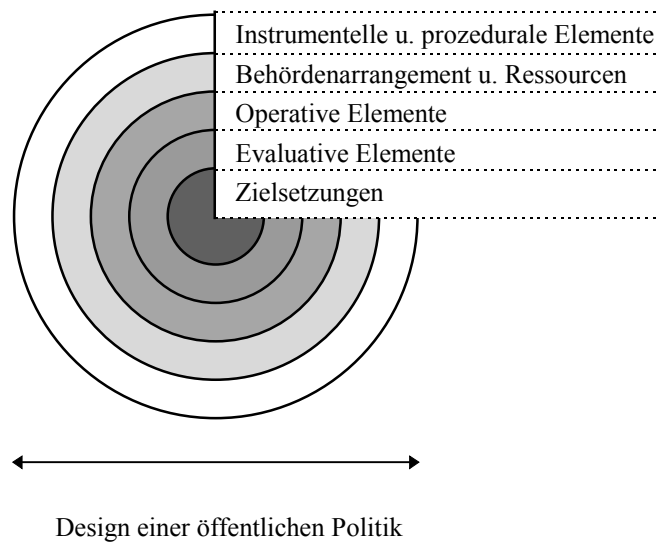 Instrumentelle u. prozedurale Elemente
Behördenarrangement u. Ressourcen
Operative Elemente
Evaluative Elemente
Zielsetzungen
Design einer öffentlichen Politik